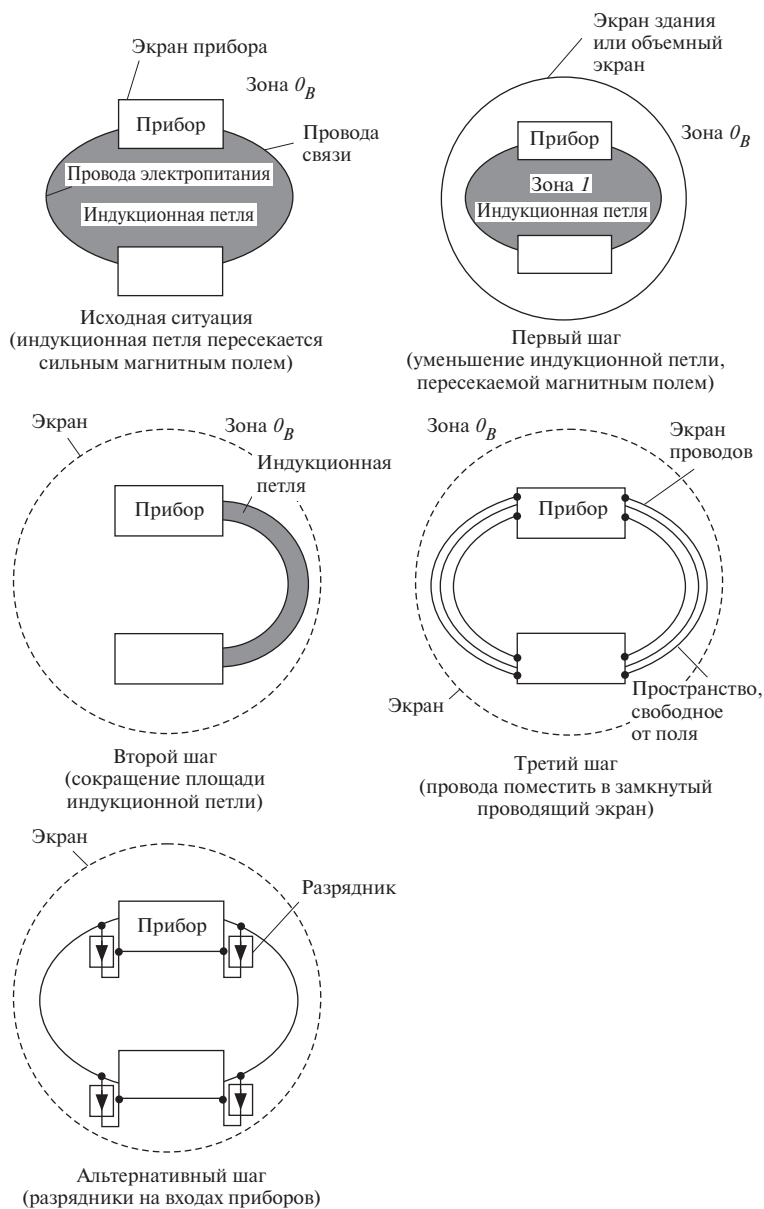 Экран прибора
Зона 0B
Прибор
Провода
связи
Провода электропитания
Индукционная петля
Исходная ситуация
(индукционная петля пересекается
сильным магнитным полем)
Экран здания
или объемный
экран
Зона 0B
Прибор
Зона 1
Индукционная петля
Первый шаг
(уменьшение индукционной петли,
пересекаемой магнитным полем)
Экран
Зона 0B
Индукционная
петля
Прибор
Второй шаг
(сокращение площади
индукционной петли)
Зона 0B
Экран
проводов
Прибор
Экран
Пространство,
свободное
от поля
Третий шаг
(провода поместить в замкнутый
проводящий экран)
Экран
Разрядник
Прибор
Альтернативный шаг
(разрядники на входах приборов)